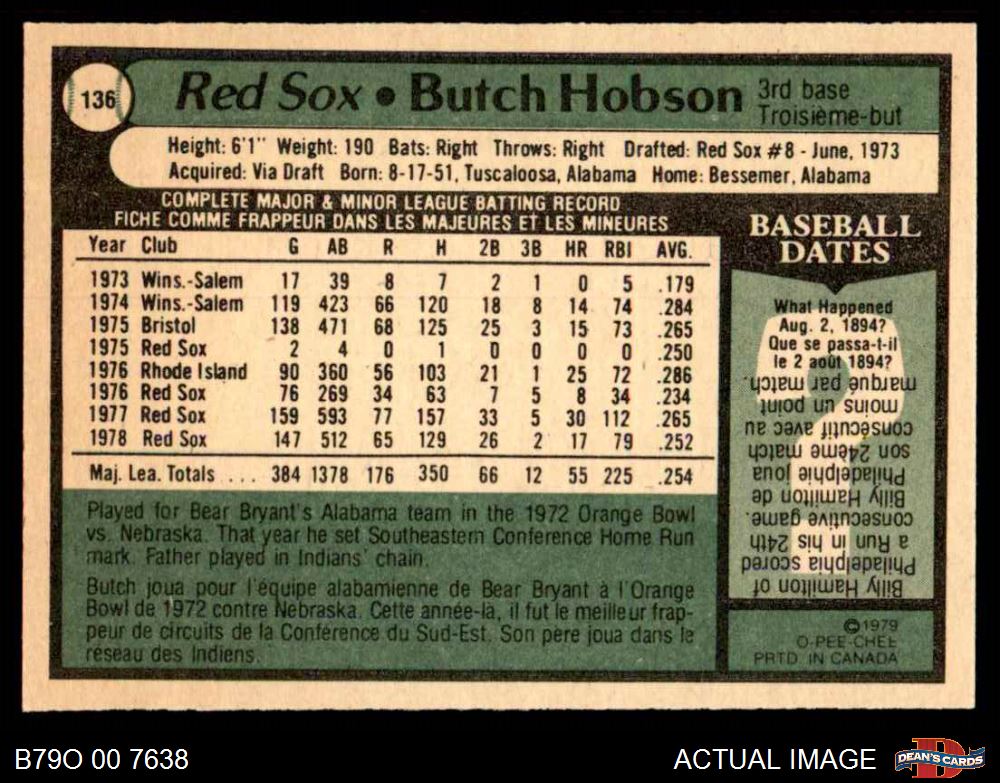 136
Red Sox • Butch Hobson
3rd base
Troisième-but
Height: 6'1" Weight: 190 Bats: Right Throws: Right Drafted: Red Sox #8 - June, 1973
Acquired: Via Draft Born: 8-17-51, Tuscaloosa, Alabama Home: Bessemer, Alabama
COMPLETE MAJOR & MINOR LEAGUE BATTING RECORD
FICHE COMME FRAPPEUR DANS LES MAJEURES ET LES MINEURES
Year Club G AB R H 2B 3B HR RBI AVG.
1973 Wins.-Salem 17 39 8 7 2 1 0 5 .179
1974 Wins.-Salem 119 423 66 120 18 8 14 74 .284
1975 Bristol 138 471 68 125 25 3 15 73 .265
1975 Red Sox 2 4 0 1 0 0 0 0 .250
1976 Rhode Island 90 360 56 103 21 1 25 72 .286
1976 Red Sox 76 269 34 63 7 5 8 34 .234
1977 Red Sox 159 593 77 157 33 5 30 112 .265
1978 Red Sox 147 512 65 129 26 2 17 79 .252
Maj. Lea. Totals .... 384 1378 176 350 66 12 55 225 .254
Played for Bear Bryant's Alabama team in the 1972 Orange Bowl
vs. Nebraska. That year he set Southeastern Conference Home Run
mark. Father played in Indians' chain.
Butch joua pour l'équipe alabamienne de Bear Bryant à l'Orange
Bowl de 1972 contre Nebraska. Cette année-là, il fut le meilleur frap-
peur de circuits de la Conférence du Sud-Est. Son père joua dans le
réseau des Indiens.
BASEBALL
DATES
What Happened
Aug. 2, 1894?
Que se passa-t-il
le 2 août 1894?
Billy Hamilton of
Philadelphia scored
a Run in his 24th
consecutive game.
Billy Hamilton de
Philadelphie joua
son 24ème match
consécutif avec au
moins un point
marqué par match.
©1979
O-PEE-CHEE
PRTD. IN CANADA
B79O 00 7638
ACTUAL IMAGE
D
DEAN'S CARDS